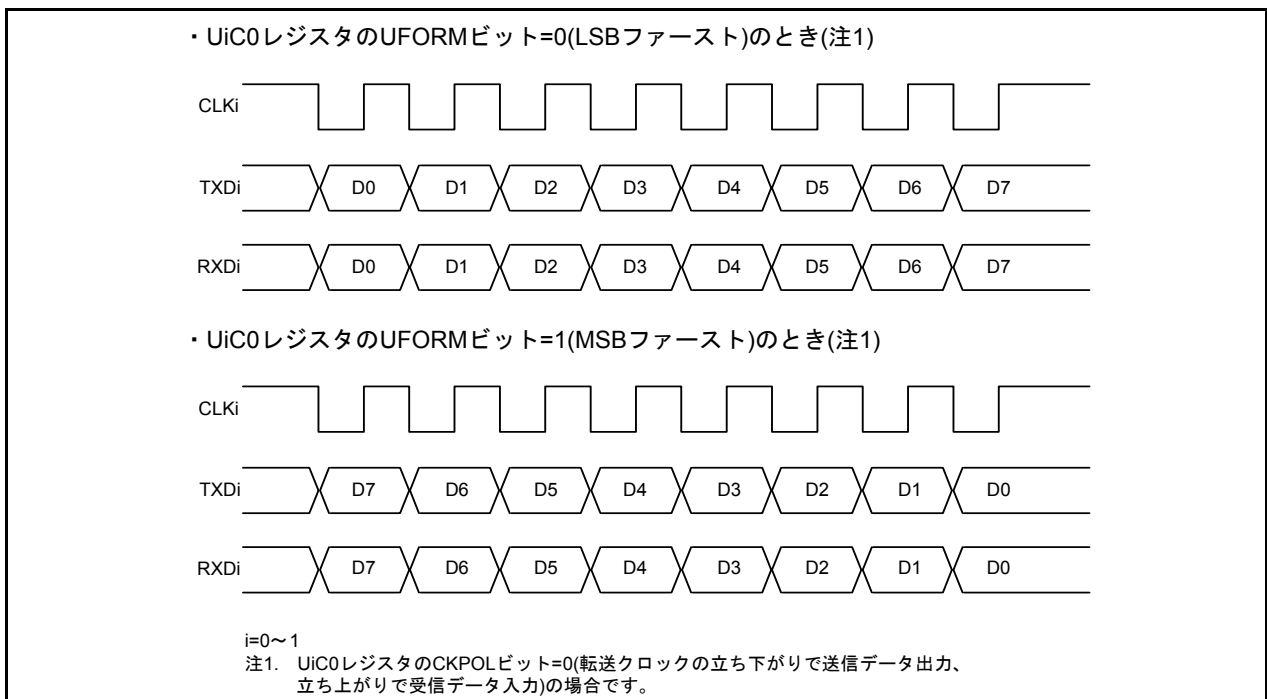 ・UiC0レジスタのUFORMビット=0(LSBファースト)のとき(注1)
CLKi
TXDi D0 D1 D2 D3 D4 D5 D6 D7
RXDi D0 D1 D2 D3 D4 D5 D6 D7
・UiC0レジスタのUFORMビット=1(MSBファースト)のとき(注1)
CLKi
TXDi D7 D6 D5 D4 D3 D2 D1 D0
RXDi D7 D6 D5 D4 D3 D2 D1 D0
i=0～1
注1. UiC0レジスタのCKPOLビット=0(転送クロックの立ち下がりで送信データ出力、
立ち上がりで受信データ入力)の場合です。